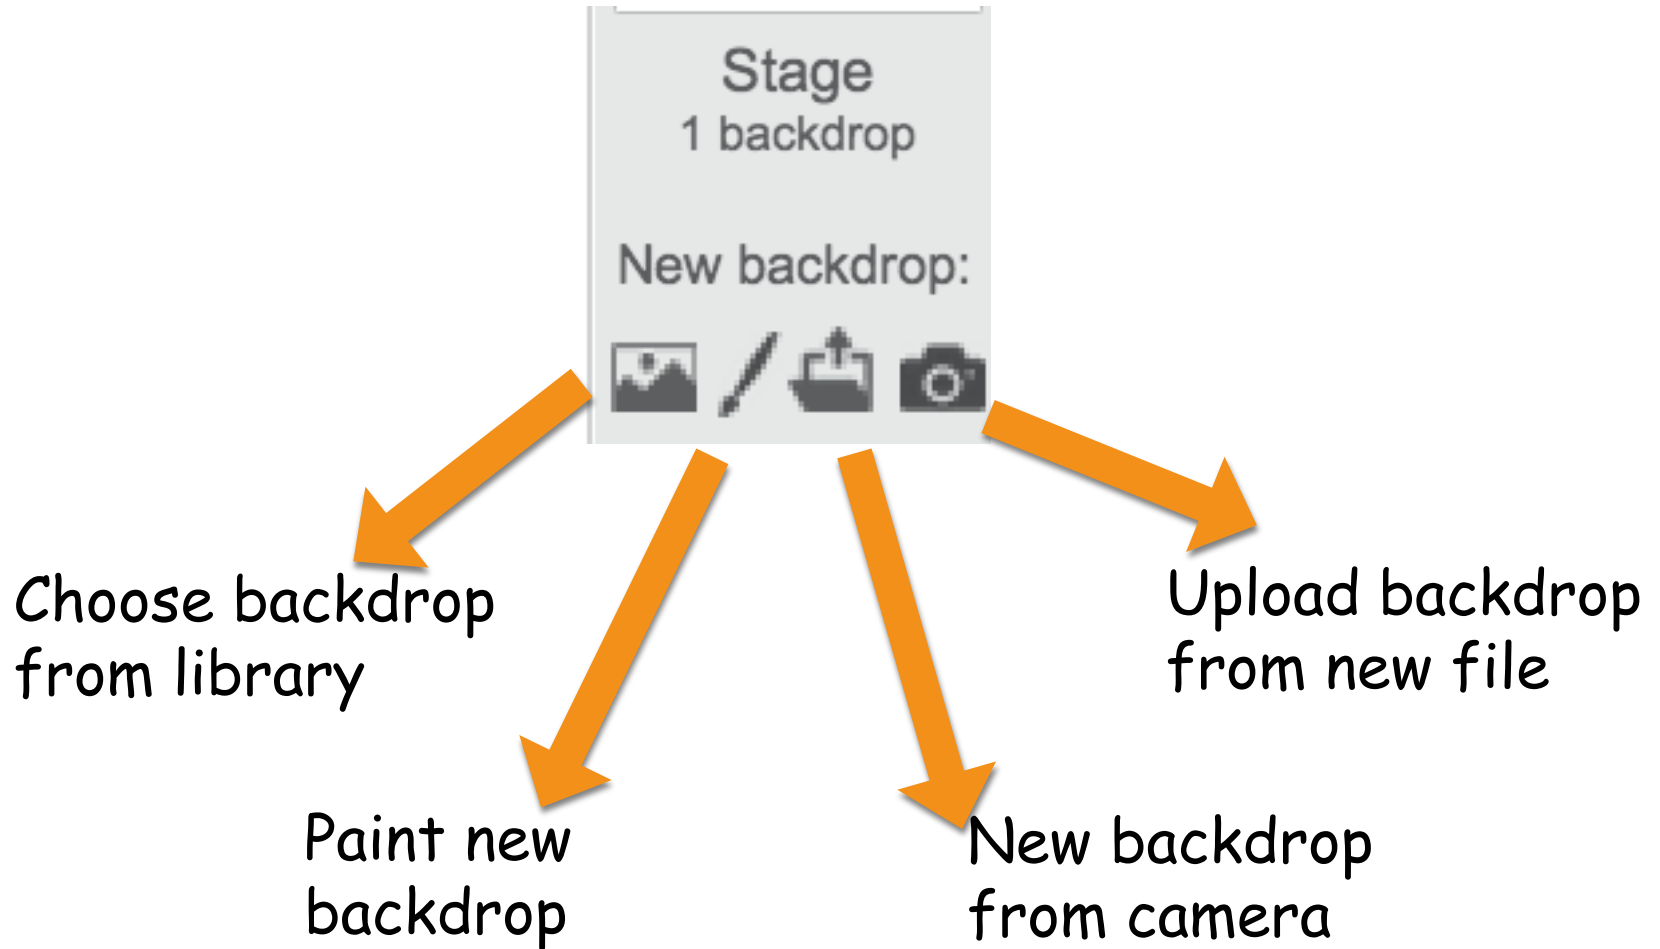 Stage
1 backdrop
New backdrop:
Choose backdrop
from library
Upload backdrop
from new file
Paint new
backdrop
New backdrop
from camera